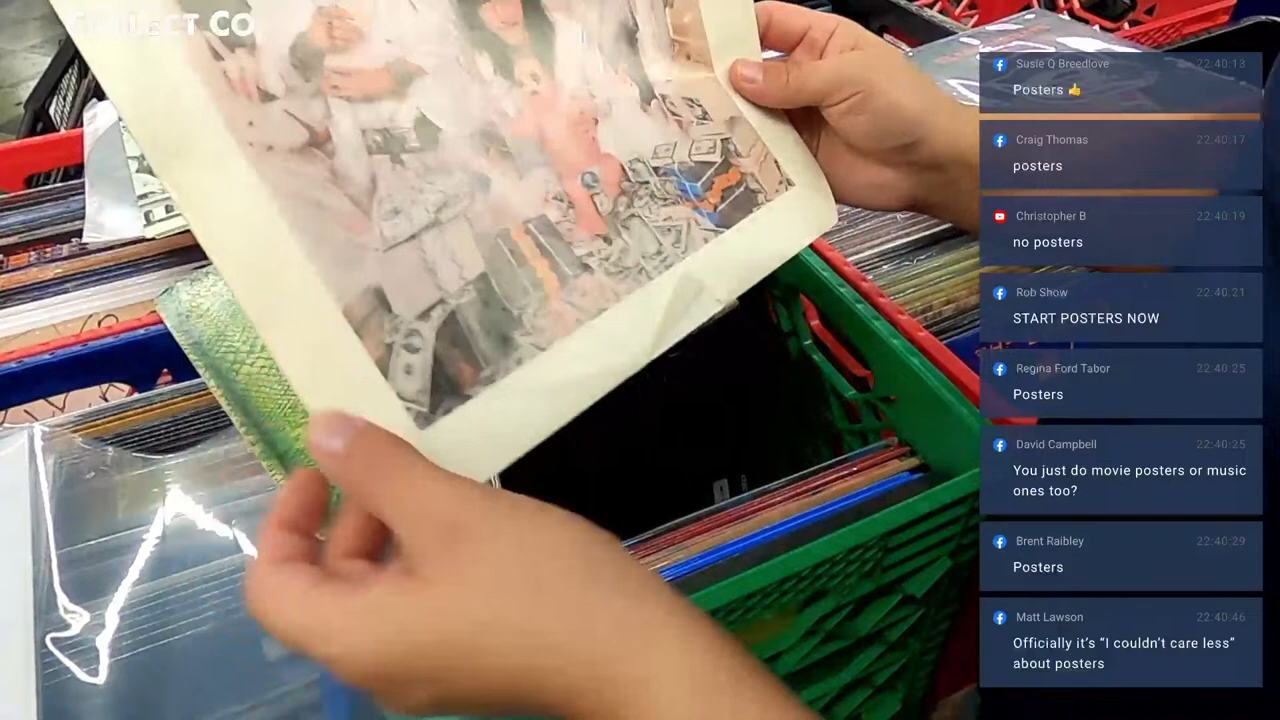 COLLECT CO
Susie Q Breedlove 22:40:13
Posters 👍
Craig Thomas 22:40:17
posters
Christopher B 22:40:19
no posters
Rob Show 22:40:21
START POSTERS NOW
Regina Ford Tabor 22:40:25
Posters
David Campbell 22:40:25
You just do movie posters or music
ones too?
Brent Raibley 22:40:29
Posters
Matt Lawson 22:40:46
Officially it's “I couldn't care less”
about posters